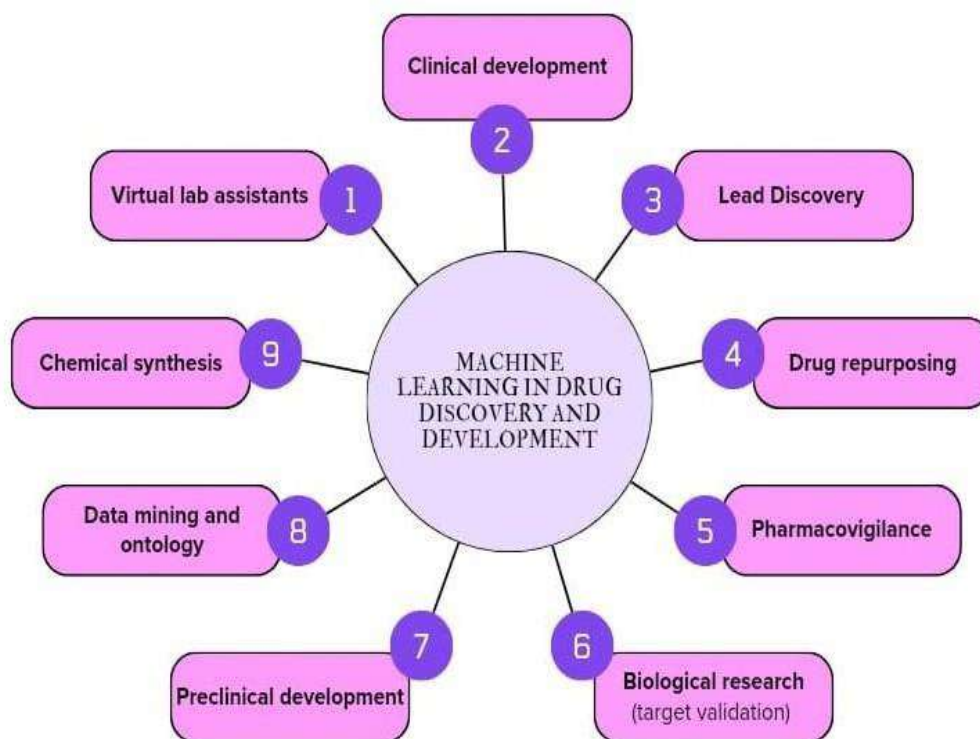 Clinical development
2
Virtual lab assistants
1
3
Lead Discovery
Chemical synthesis
9
MACHINE
LEARNING IN DRUG
DISCOVERY AND
DEVELOPMENT
4
Drug repurposing
Data mining and
ontology
8
5
Pharmacovigilance
7
Preclinical development
6
Biological research
(target validation)